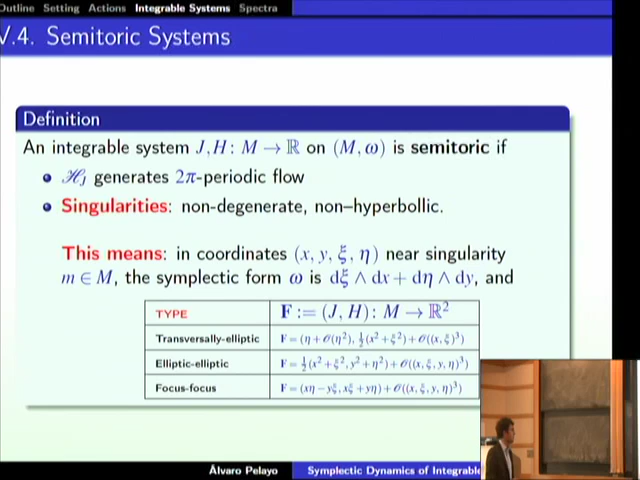 Outline Setting Actions Integrable Systems Spectra
V.4. Semitoric Systems
Definition
An integrable system J,H: M → ℝ on (M, ω) is semitoric if
ℋ_J generates 2π-periodic flow
Singularities: non-degenerate, non–hyperbollic.
This means: in coordinates (x, y, ξ, η) near singularity
m ∈ M, the symplectic form ω is dξ ∧ dx + dη ∧ dy, and
TYPE F := (J, H): M → ℝ²
Transversally-elliptic F = (η + 𝒪(η²), ½(x² + ξ²) + 𝒪((x, ξ)³)
Elliptic-elliptic F = ½(x² + ξ², y² + η²) + 𝒪((x, ξ, y, η)³)
Focus-focus F = (xη − yξ, xξ + yη) + 𝒪((x, ξ, y, η)³)
Álvaro Pelayo Symplectic Dynamics of Integrable